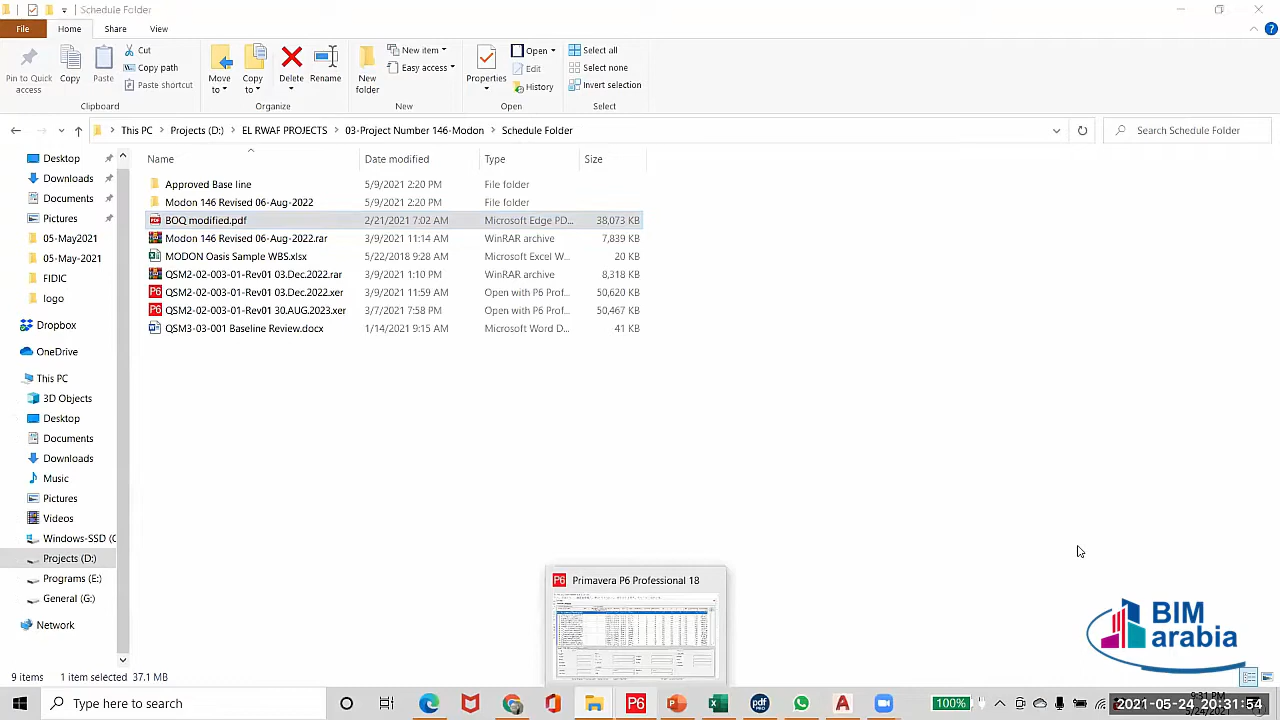 Schedule Folder
File Home Share View
Pin to Quick access
Copy
Paste
Cut
Copy path
Paste shortcut
Clipboard
Move to
Copy to
Delete
Rename
Organize
New folder
New item
Easy access
New
Properties
Open
Edit
History
Open
Select all
Select none
Invert selection
Select
This PC Projects (D:) EL RWAF PROJECTS 03-Project Number 146-Modon Schedule Folder
Search Schedule Folder
Desktop
Downloads
Documents
Pictures
05-May2021
05-May-2021
FIDIC
logo
Dropbox
OneDrive
This PC
3D Objects
Desktop
Documents
Downloads
Music
Pictures
Videos
Windows-SSD (C
Projects (D:)
Programs (E:)
General (G:)
Network
Name Date modified Type Size
Approved Base line 5/9/2021 2:20 PM File folder
Modon 146 Revised 06-Aug-2022 5/9/2021 2:20 PM File folder
BOQ modified.pdf 2/21/2021 7:02 AM Microsoft Edge PD... 38,073 KB
Modon 146 Revised 06-Aug-2022.rar 3/9/2021 11:14 AM WinRAR archive 7,839 KB
MODON Oasis Sample WBS.xlsx 5/22/2018 9:28 AM Microsoft Excel W... 20 KB
QSM2-02-003-01-Rev01 03.Dec.2022.rar 3/9/2021 1:10 PM WinRAR archive 8,318 KB
QSM2-02-003-01-Rev01 03.Dec.2022.xer 3/9/2021 11:59 AM Open with P6 Prof... 50,620 KB
QSM2-02-003-01-Rev01 30.AUG.2023.xer 3/7/2021 7:58 PM Open with P6 Prof... 50,467 KB
QSM3-03-001 Baseline Review.docx 1/14/2021 9:15 AM Microsoft Word D... 41 KB
P6 Primavera P6 Professional 18
BIM
arabia
9 items 1 item selected 37.1 MB
Type here to search
P6
100%
2021-05-24 20:31:54